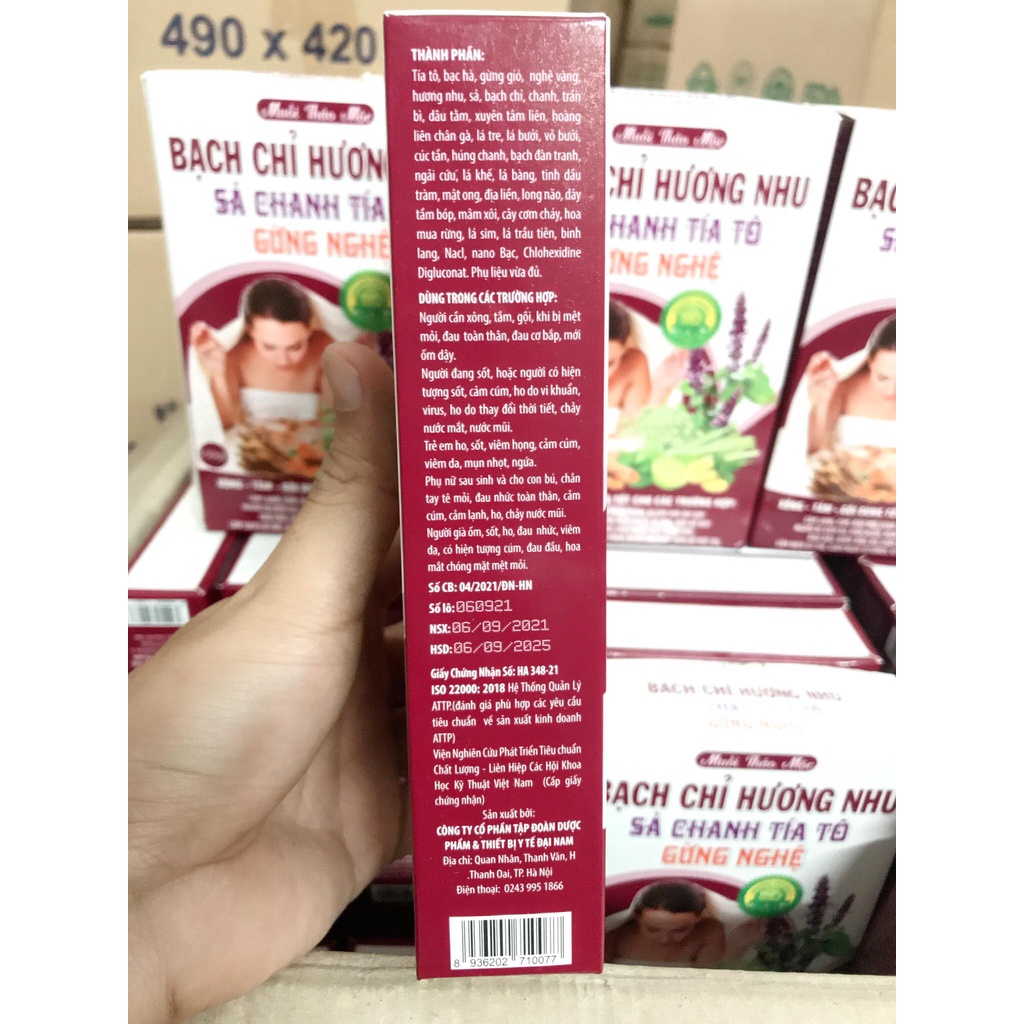 490 x 420
THÀNH PHẦN:
Tía tô, bạc hà, gừng gió, nghệ vàng,
hương nhu, sả, bạch chỉ, chanh, trần
bì, dâu tằm, xuyên tâm liên, hoàng
liên chân gà, lá tre, lá bưởi, vỏ bưởi,
cúc tần, húng chanh, bạch đàn tranh,
ngải cứu, lá khế, lá bàng, tinh dầu
tràm, mật ong, địa liền, long não, dây
tầm bóp, mâm xôi, cây cơm cháy, hoa
mua rừng, lá sim, lá trầu tiên, binh
lang, Nacl, nano Bạc, Chlohexidine
Digluconat. Phụ liệu vừa đủ.
DÙNG TRONG CÁC TRƯỜNG HỢP:
Người cần xông, tắm, gội, khi bị mệt
mỏi, đau toàn thân, đau cơ bắp, mới
ốm dậy.
Người đang sốt, hoặc người có hiện
tượng sốt, cảm cúm, ho do vi khuẩn,
virus, ho do thay đổi thời tiết, chảy
nước mắt, nước mũi.
Trẻ em ho, sốt, viêm họng, cảm cúm,
viêm da, mụn nhọt, ngứa.
Phụ nữ sau sinh và cho con bú, chân
tay tê mỏi, đau nhức toàn thân, cảm
cúm, cảm lạnh, ho, chảy nước mũi.
Người già ốm, sốt, ho, đau nhức, viêm
da, có hiện tượng cúm, đau đầu, hoa
mắt chóng mặt mệt mỏi.
Số CB: 04/2021/ĐN-HN
Số lô: 060921
NSX: 06/09/2021
HSD: 06/09/2025
Giấy Chứng Nhận Số: HA 348-21
ISO 22000: 2018 Hệ Thống Quản Lý
ATTP.(đánh giá phù hợp các yêu cầu
tiêu chuẩn về sản xuất kinh doanh
ATTP)
Viện Nghiên Cứu Phát Triển Tiêu chuẩn
Chất Lượng - Liên Hiệp Các Hội Khoa
Học Kỹ Thuật Việt Nam (Cấp giấy
chứng nhận)
Sản xuất bởi:
CÔNG TY CỔ PHẦN TẬP ĐOÀN DƯỢC
PHẨM & THIẾT BỊ Y TẾ ĐẠI NAM
Địa chỉ: Quan Nhân, Thanh Văn, H
.Thanh Oai, TP. Hà Nội
Điện thoại: 0243 995 1866
8 936202 710077
Muối Thảo Mộc
BẠCH CHỈ HƯƠNG
SẢ CHANH TÍA
GỪNG NGHỆ
Muối Thảo Mộc
CHỈ HƯƠNG NHU
CHANH TÍA TÔ
GỪNG NGHỆ
BẠC
BẠCH CHỈ HƯƠNG NHU
Muối Thảo Mộc
BẠCH CHỈ HƯƠNG NHU
SẢ CHANH TÍA TÔ
GỪNG NGHỆ